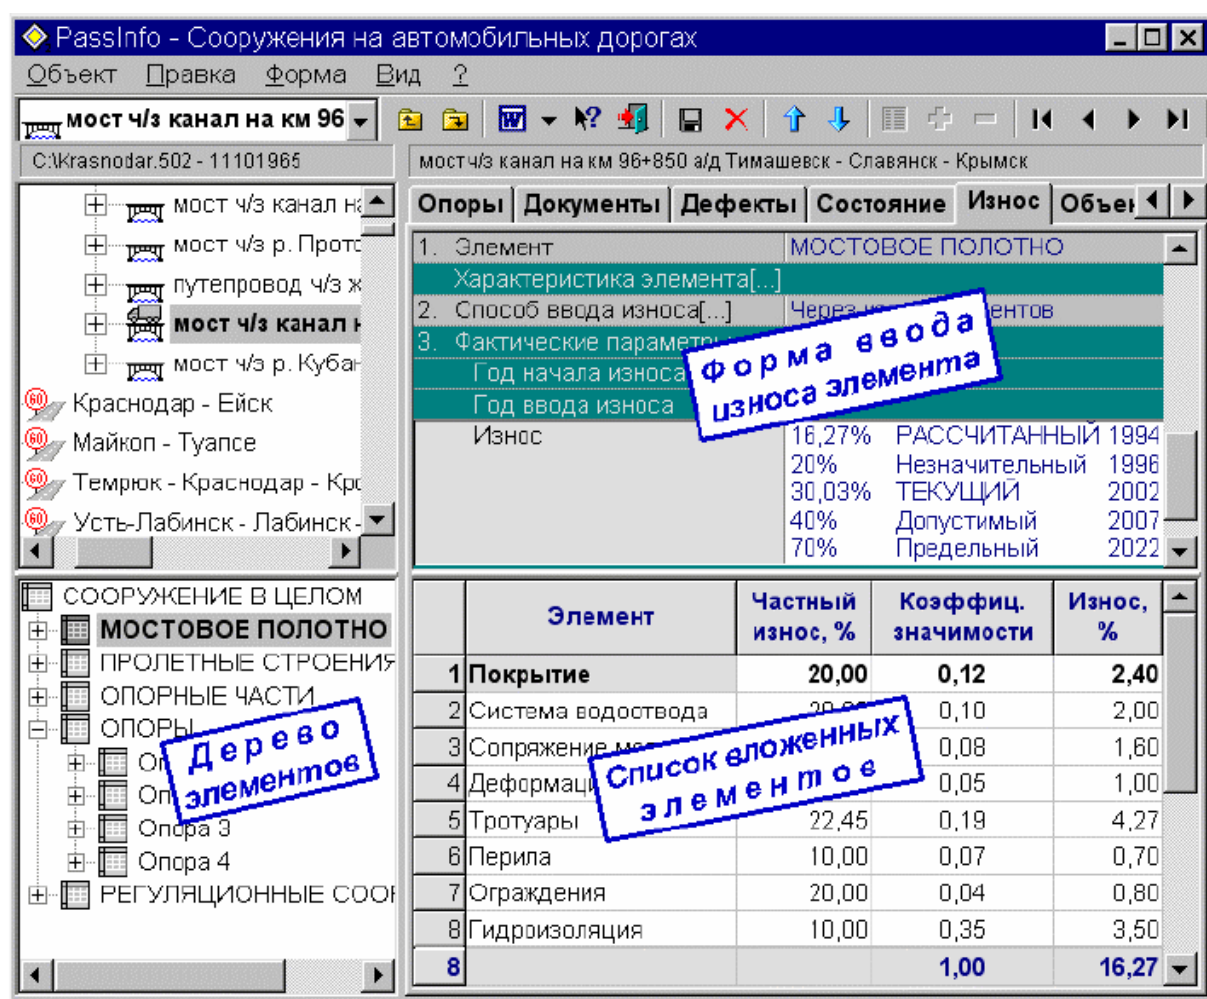 PassInfo - Сооружения на автомобильных дорогах
Объект Правка Форма Вид ?
мост ч/з канал на км 96
C:\Krasnodar.502 - 11101965
мост ч/з канал на км 96+850 а/д Тимашевск - Славянск - Крымск
мост ч/з канал
мост ч/з р.
путепровод ч/з
мост ч/з канал
мост ч/з р.
60 Краснодар - Ейск
60 Майкоп - Туапсе
60 Темрюк - Краснодар -
60 Усть-Лабинск - Лабинск -
Опоры Документы Дефекты Состояние Износ
1. Элемент МОСТОВОЕ ПОЛОТНО
Характеристика элемента[...]
2. Способ ввода износа[...] Через
3. Фактические
Год начала износа
Год ввода износа
Износ 16,27% РАССЧИТАННЫЙ 1994
20% Незначительный 1996
30,03% ТЕКУЩИЙ 2002
40% Допустимый 2007
70% Предельный 2022
Форма ввода
износа элемента
СООРУЖЕНИЕ В ЦЕЛОМ
МОСТОВОЕ ПОЛОТНО
ПРОЛЕТНЫЕ СТРОЕНИЯ
ОПОРНЫЕ ЧАСТИ
ОПОРЫ
Опора 3
Опора 4
РЕГУЛЯЦИОННЫЕ
Дерево
элементов
Элемент Частный износ, % Коэффиц. значимости Износ, %
1 Покрытие 20,00 0,12 2,40
2 Система водоотвода 0,10 2,00
3 Сопряжение 0,08 1,60
4 0,05 1,00
5 Тротуары 22,45 0,19 4,27
6 Перила 10,00 0,07 0,70
7 Ограждения 20,00 0,04 0,80
8 Гидроизоляция 10,00 0,35 3,50
8 1,00 16,27
Список вложенных
элементов